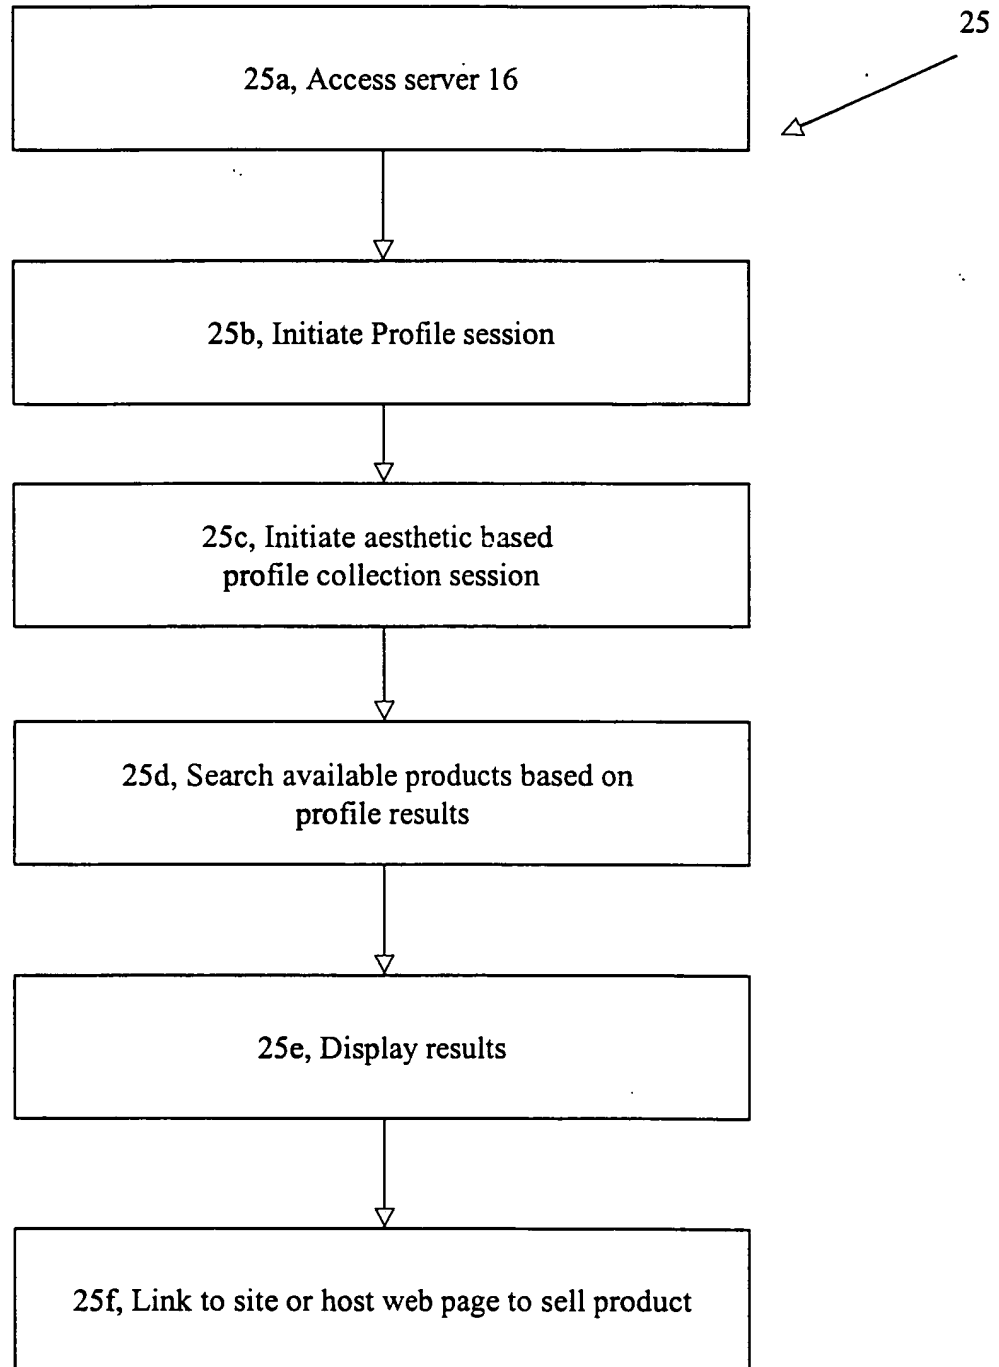 25
25a, Access server 16
25b, Initiate Profile session
25c, Initiate aesthetic based
profile collection session
25d, Search available products based on
profile results
25e, Display results
25f, Link to site or host web page to sell product